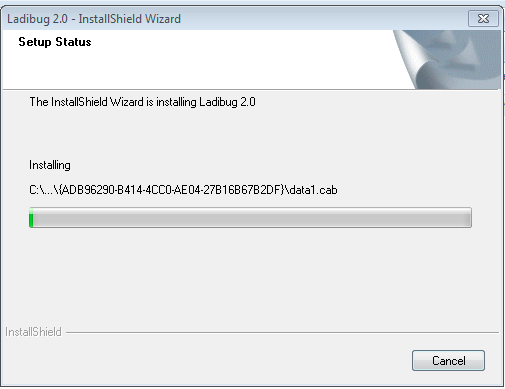 Ladibug 2.0 - InstallShield Wizard
Setup Status
The InstallShield Wizard is installing Ladibug 2.0
Installing
C:\...\{ADB96290-B414-4CC0-AE04-27B16B67B2DF}\data1.cab
InstallShield
Cancel